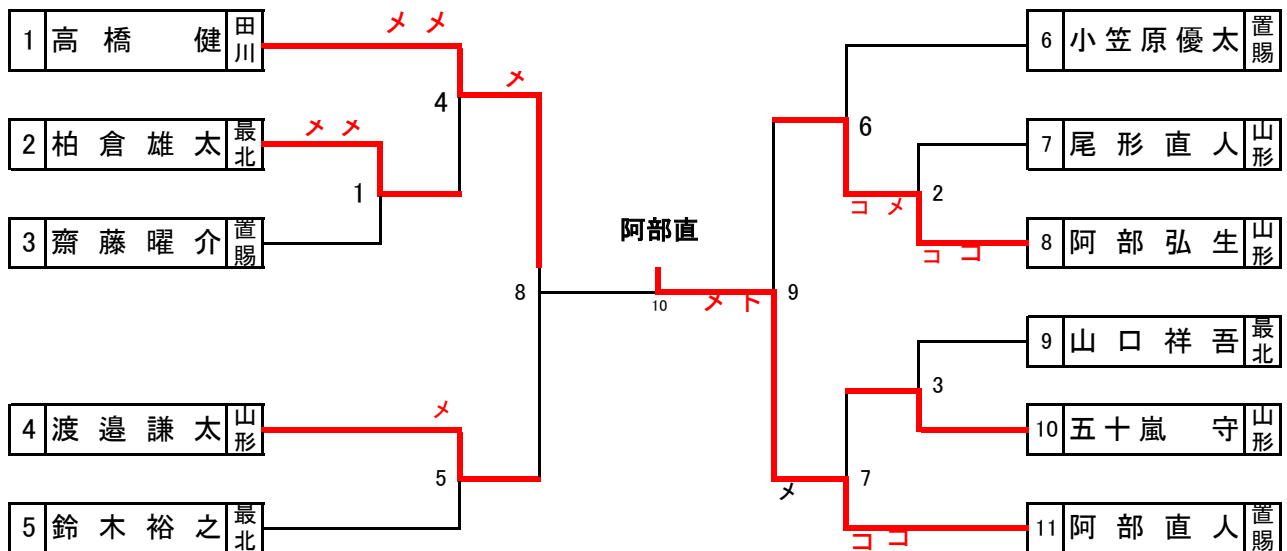 1 高橋 健 田川
2 柏倉雄太 最北
3 齋藤曜介 置賜
4 渡邉謙太 山形
5 鈴木裕之 最北
メメ
メ
4
メメ
1
8
メ
5
阿部直
10
メト
9
6
コメ
2
ココ
3
7
メ
ココ
6 小笠原優太 置賜
7 尾形直人 山形
8 阿部弘生 山形
9 山口祥吾 最北
10 五十嵐 守 山形
11 阿部直人 置賜